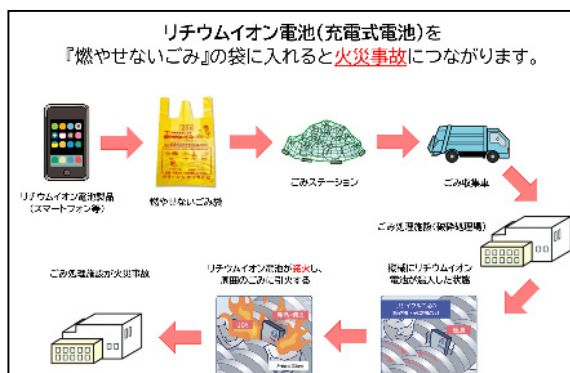 リチウムイオン電池(充電式電池)を
『燃やせないごみ』の袋に入れると火災事故につながります。
リチウムイオン電池製品
(スマートフォン等)
燃やせないごみ袋
ごみステーション
ごみ収集車
ごみ処理施設(破砕処理場)
機械にリチウムイオン
電池が混入した状態
リチウムイオン電池が発火し、
周囲のごみに引火する
ごみ処理施設が火災事故